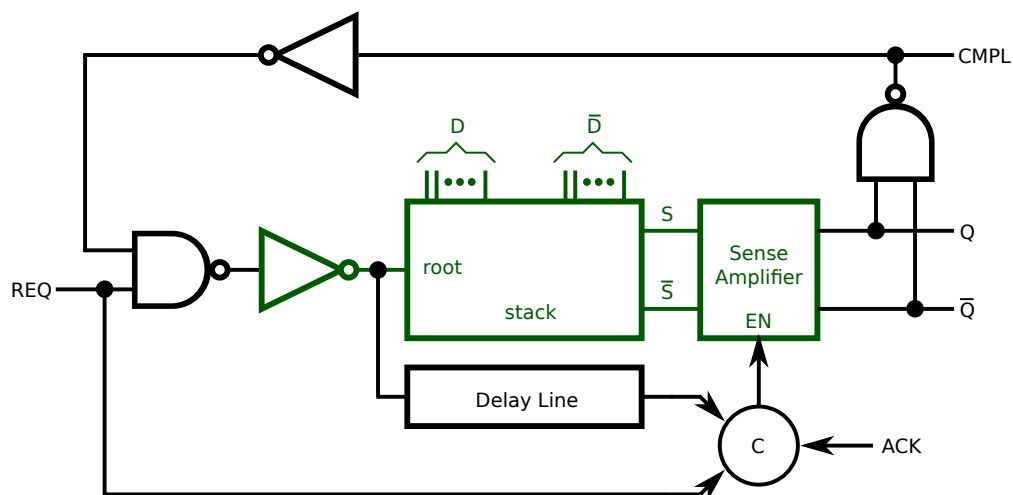 CMPL
D D̅
S
Q
Sense
Amplifier
root
REQ
S̅
stack
EN
Q̅
Delay Line
C
ACK